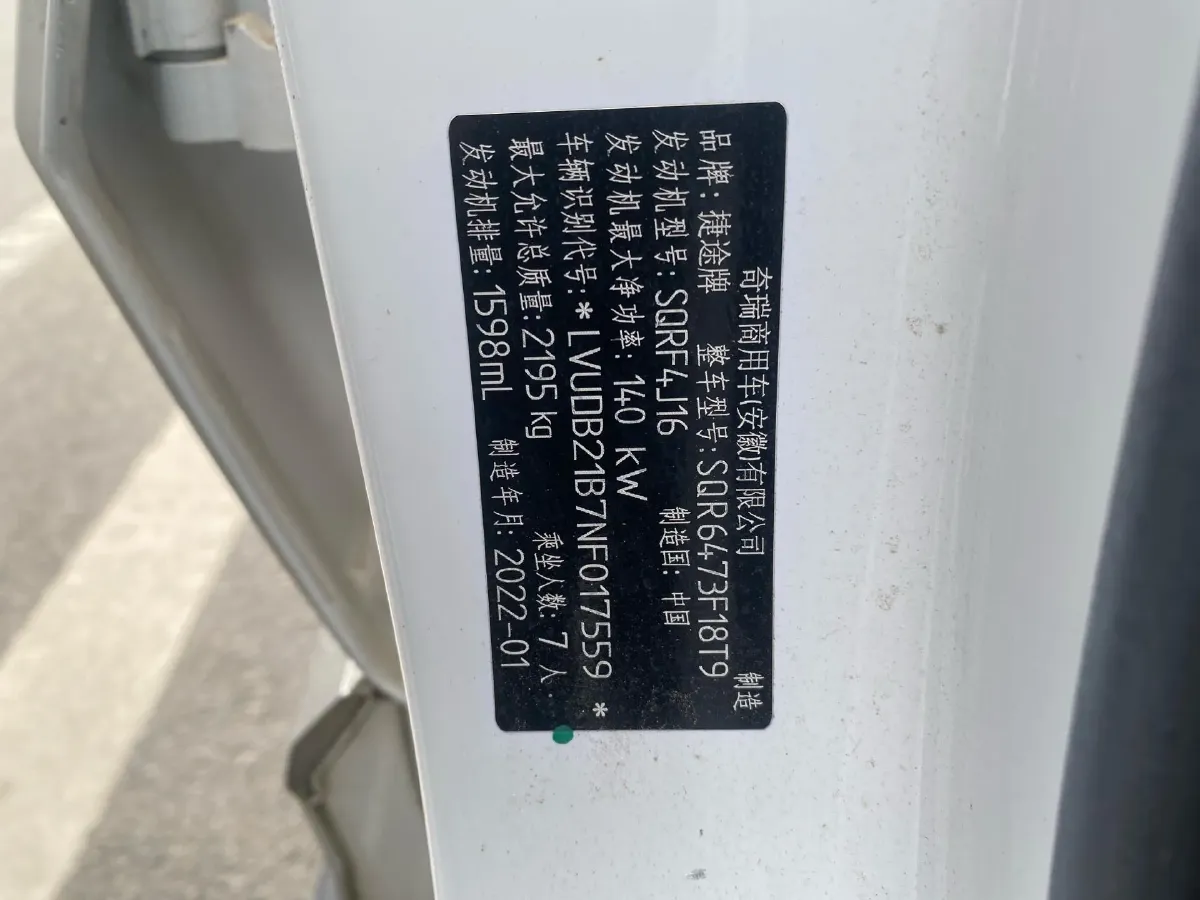 奇瑞商用车(安徽)有限公司 制造
品牌：捷途牌 整车型号：SQR6473F18T9
发动机型号：SQRF4J16 制造国：中国
发动机最大净功率：140 kW
车辆识别代号：*LVUDB21B7NF017559*
最大允许总质量：2195 kg 乘坐人数：7人
发动机排量：1598mL 制造年月：2022-01